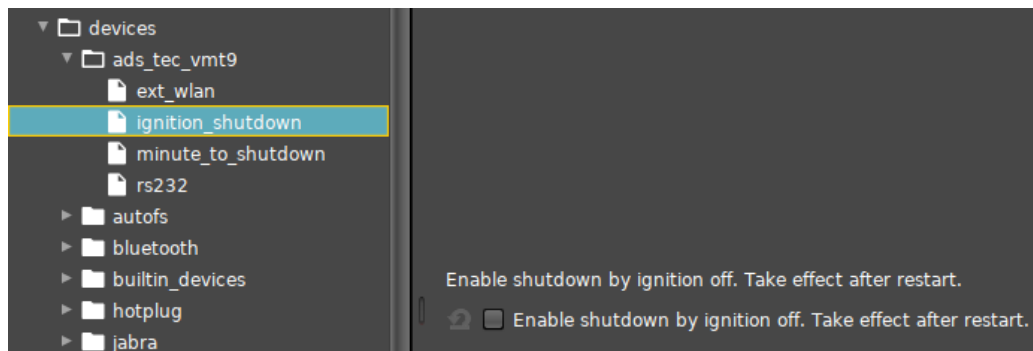 devices
ads_tec_vmt9
ext_wlan
ignition_shutdown
minute_to_shutdown
rs232
autofs
bluetooth
builtin_devices
hotplug
jabra
Enable shutdown by ignition off. Take effect after restart.
Enable shutdown by ignition off. Take effect after restart.